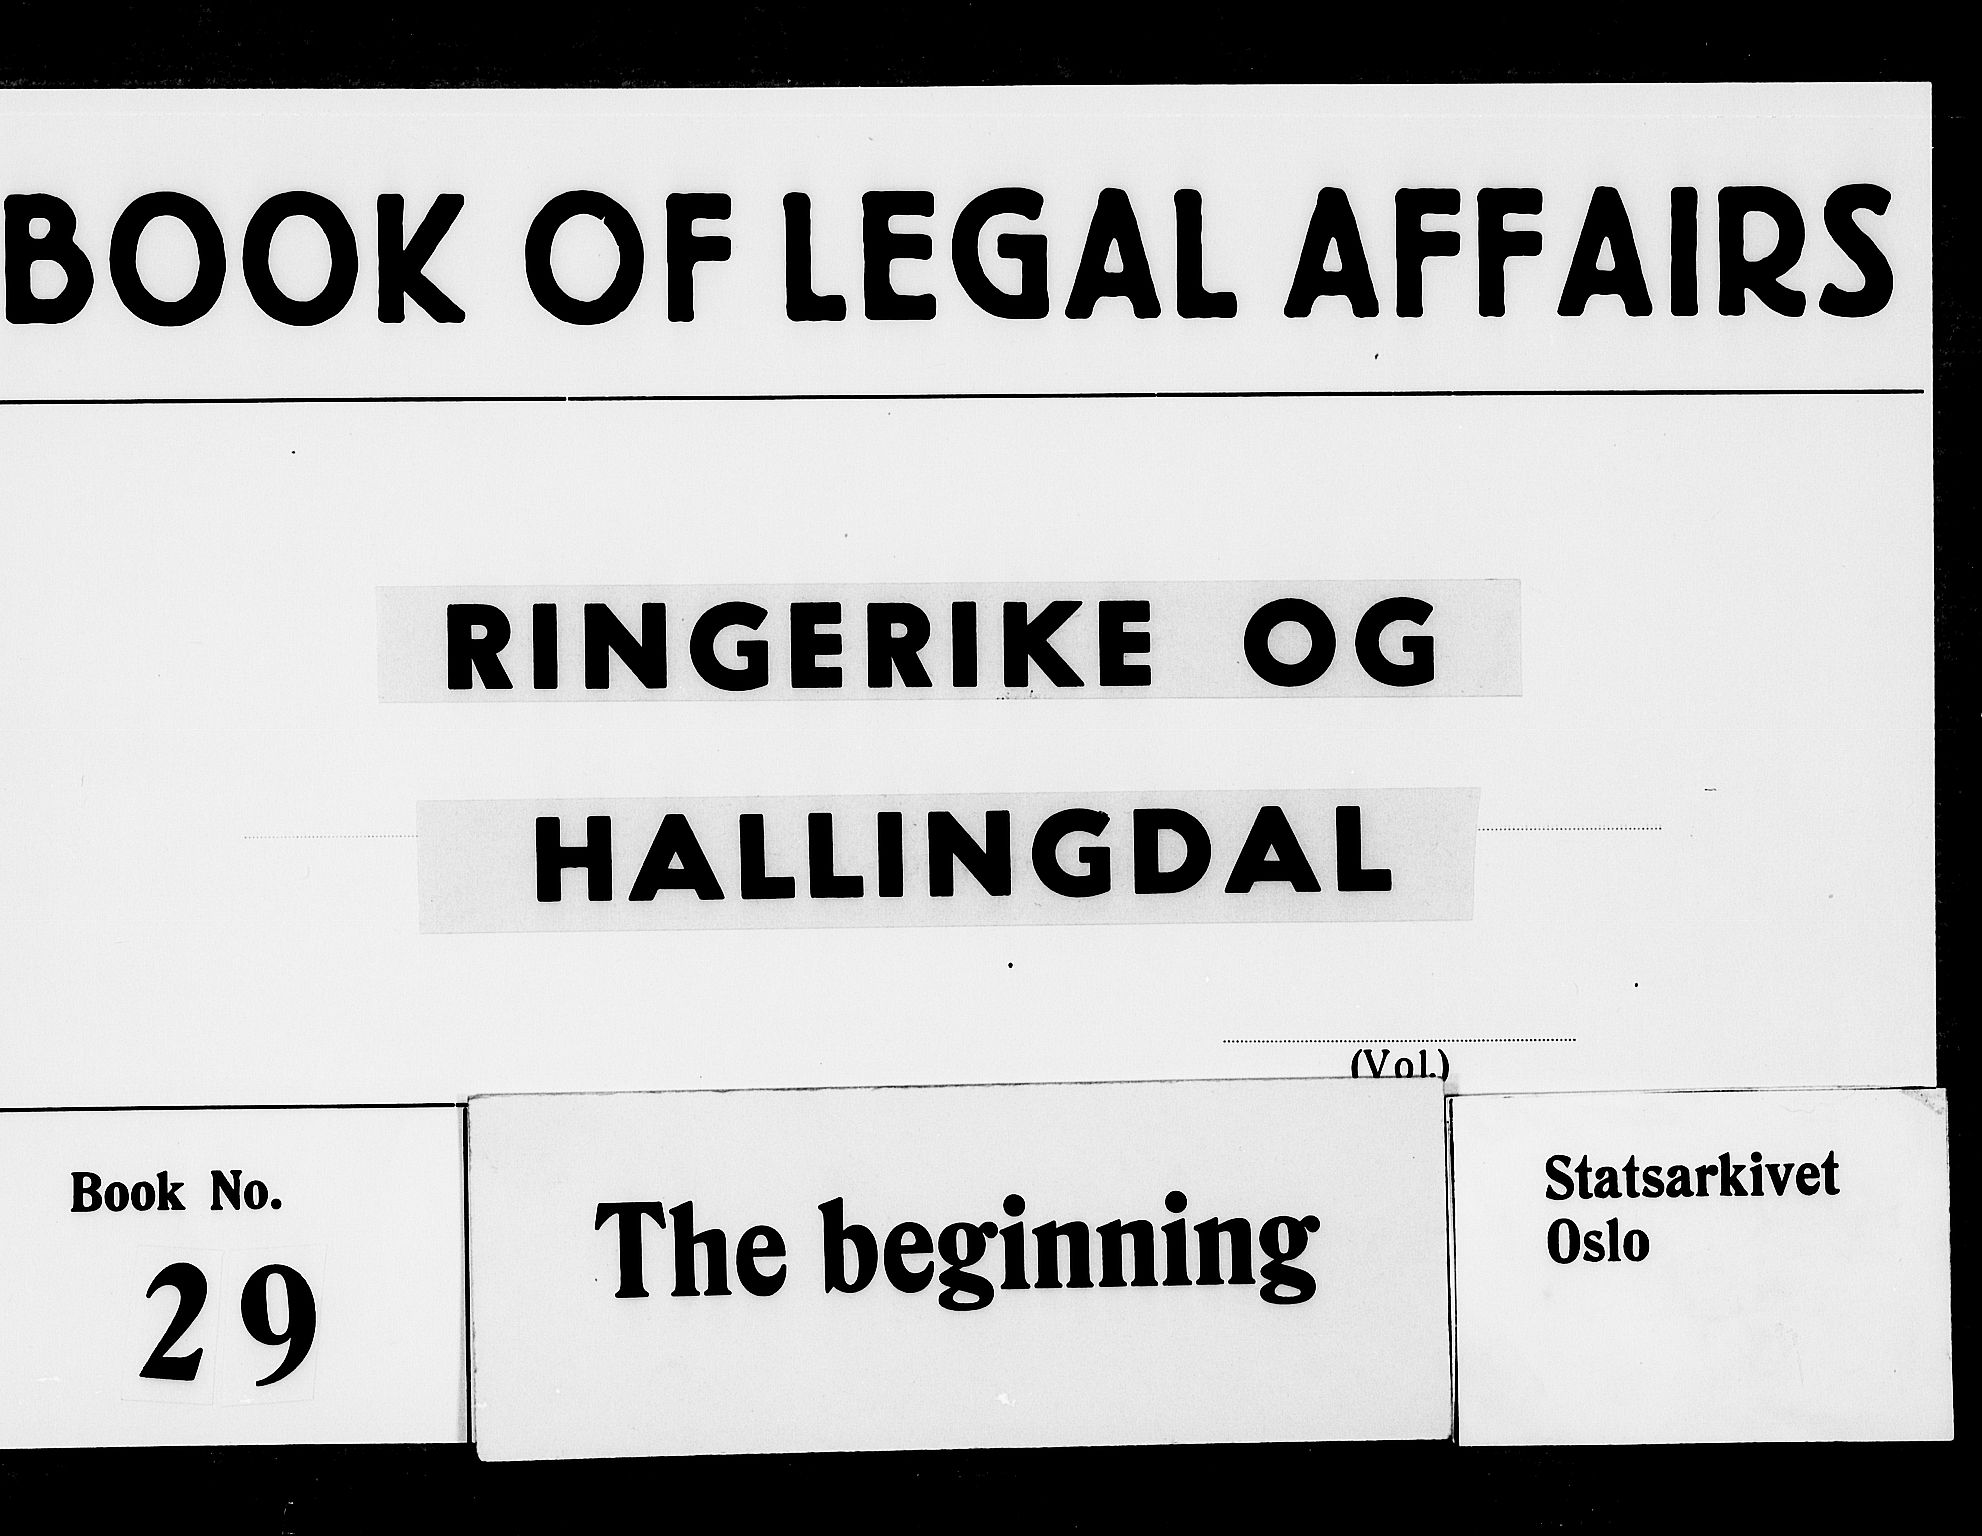 BOOK OF LEGAL AFFAIRS
RINGERIKE OG
HALLINGDAL
(Vol.)
Book No.
29
The beginning
Statsarkivet
Oslo